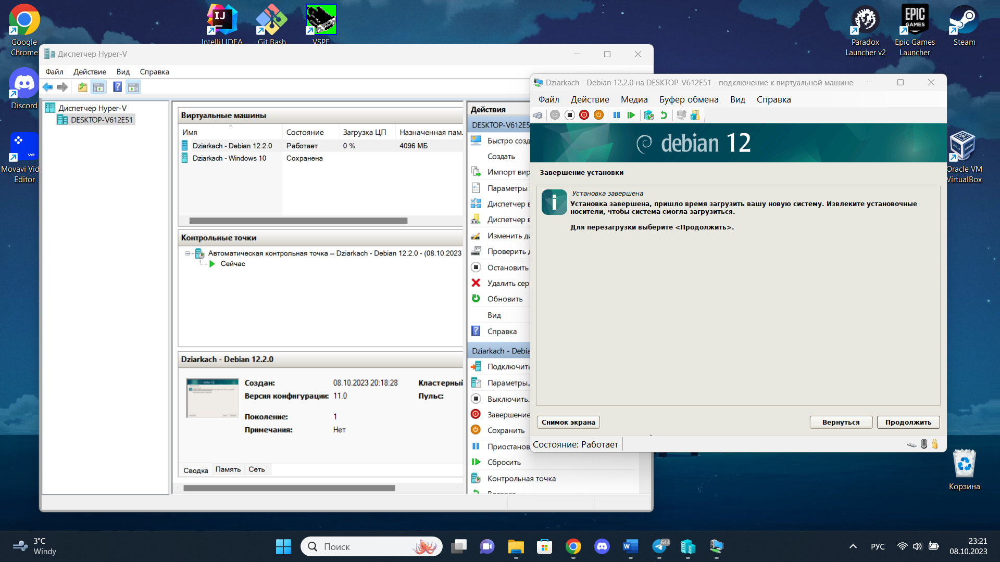 Google
Chrome
IntelliJ IDEA
Git Bash
VSPE
Paradox
Launcher v2
Epic Games
Launcher
Steam
EPIC
GAMES
Discord
Movavi Vid
Editor
ve
Oracle VM
VirtualBox
Корзина
Диспетчер Hyper-V
Файл
Действие
Вид
Справка
Диспетчер Hyper-V
DESKTOP-V612E51
Виртуальные машины
Имя
Состояние
Загрузка ЦП
Назначенная пам.
Dziarkach - Debian 12.2.0
Работает
0 %
4096 МБ
Dziarkach - Windows 10
Сохранена
Контрольные точки
Автоматическая контрольная точка – Dziarkach - Debian 12.2.0 - (08.10.2023
Сейчас
Dziarkach - Debian 12.2.0
Создан:
08.10.2023 20:18:28
Кластерный
Версия конфигурации:
11.0
Пульс:
Поколение:
1
Примечания:
Нет
Сводка
Память
Сеть
Действия
DESKTOP-V612E5
Быстро созд
Создать
Импорт вир
Параметры
Диспетчер в
Диспетчер в
Изменить ди
Проверить д
Остановить
Удалить сер
Обновить
Вид
Справка
Dziarkach - Debia
Подключить
Параметры..
Выключить..
Завершение
Сохранить
Приостанов
Сбросить
Контрольная точка
Возврат
Dziarkach - Debian 12.2.0 на DESKTOP-V612E51 - подключение к виртуальной машине
Файл
Действие
Медиа
Буфер обмена
Вид
Справка
debian 12
Завершение установки
Установка завершена
Установка завершена, пришло время загрузить вашу новую систему. Извлеките установочные
носители, чтобы система смогла загрузиться.
Для перезагрузки выберите <Продолжить>.
Снимок экрана
Вернуться
Продолжить
Состояние: Работает
3°C
Windy
Поиск
644
РУС
23:21
08.10.2023